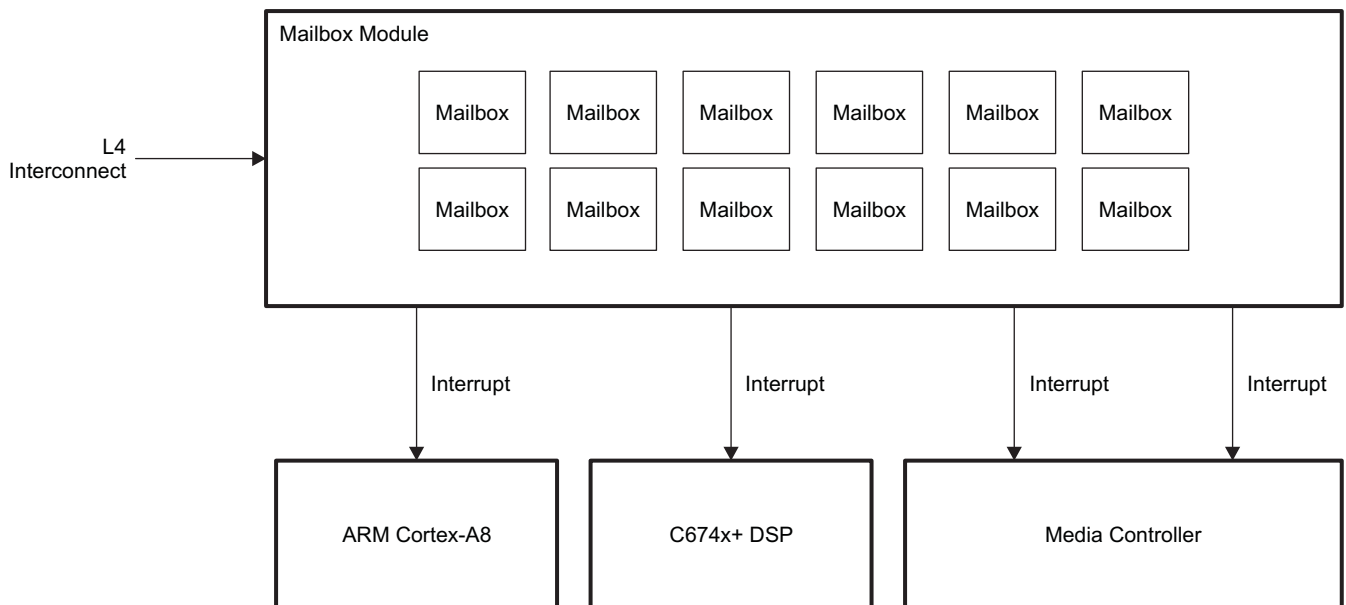 Mailbox Module
Mailbox Mailbox Mailbox Mailbox Mailbox Mailbox
L4
Interconnect
Mailbox Mailbox Mailbox Mailbox Mailbox Mailbox
Interrupt Interrupt Interrupt Interrupt
ARM Cortex-A8 C674x+ DSP Media Controller